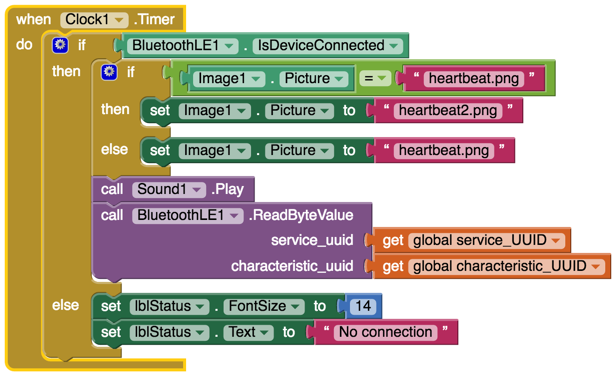 when Clock1 .Timer
do if BluetoothLE1 . IsDeviceConnected
then if Image1 . Picture = " heartbeat.png "
then set Image1 . Picture to " heartbeat2.png "
else set Image1 . Picture to " heartbeat.png "
call Sound1 .Play
call BluetoothLE1 .ReadByteValue
service_uuid get global service_UUID
characteristic_uuid get global characteristic_UUID
else set lblStatus . FontSize to 14
set lblStatus . Text to " No connection "